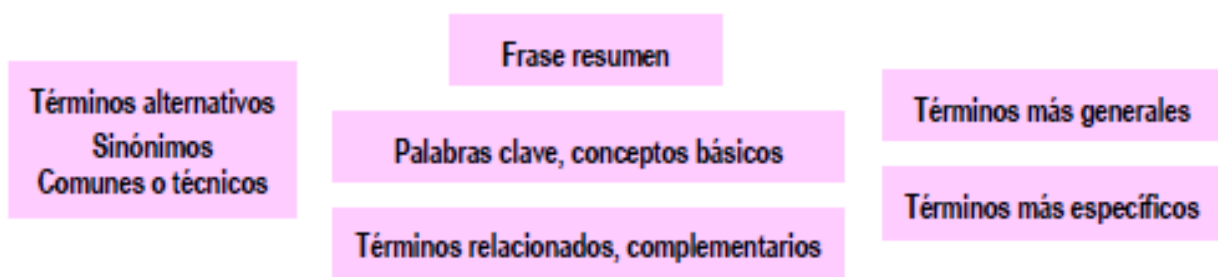 Frase resumen
Términos alternativos
Sinónimos
Comunes o técnicos
Palabras clave, conceptos básicos
Términos relacionados, complementarios
Términos más generales
Términos más específicos